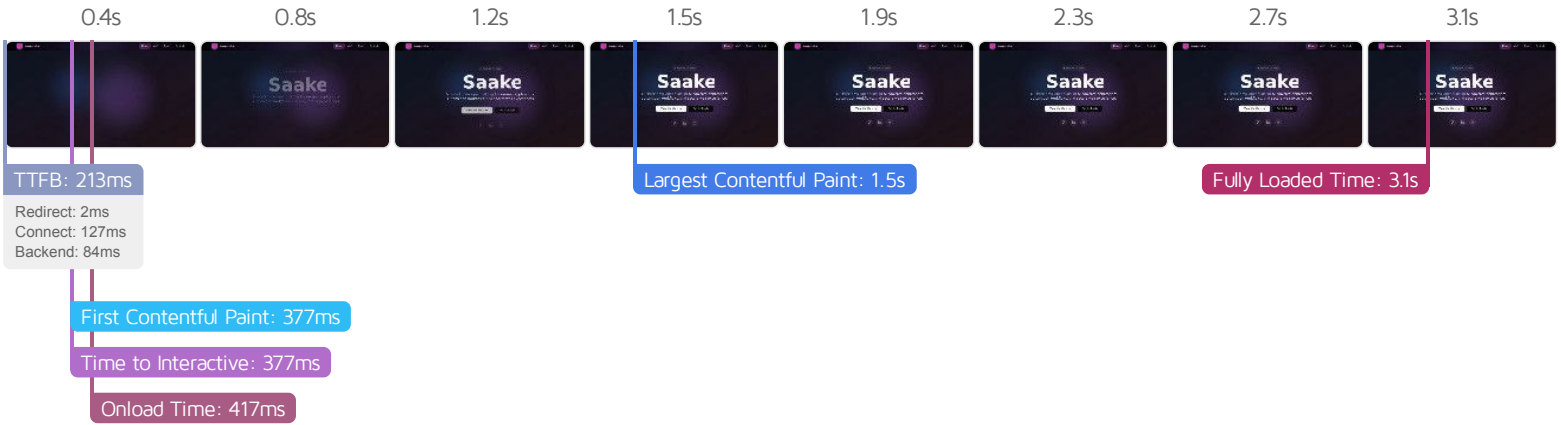 0.4s
0.8s
1.2s
1.5s
1.9s
2.3s
2.7s
3.1s
Saake
Saake
Saake
Saake
Saake
Saake
Saake
TTFB: 213ms
Redirect: 2ms
Connect: 127ms
Backend: 84ms
Largest Contentful Paint: 1.5s
Fully Loaded Time: 3.1s
First Contentful Paint: 377ms
Time to Interactive: 377ms
Onload Time: 417ms